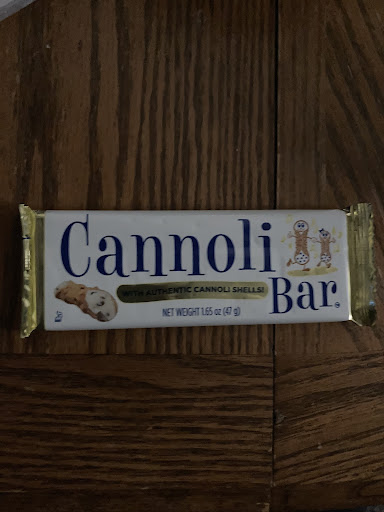 Cannoli
WITH AUTHENTIC CANNOLI SHELLS!
Bar
NET WEIGHT 1.65 oz (47 g)